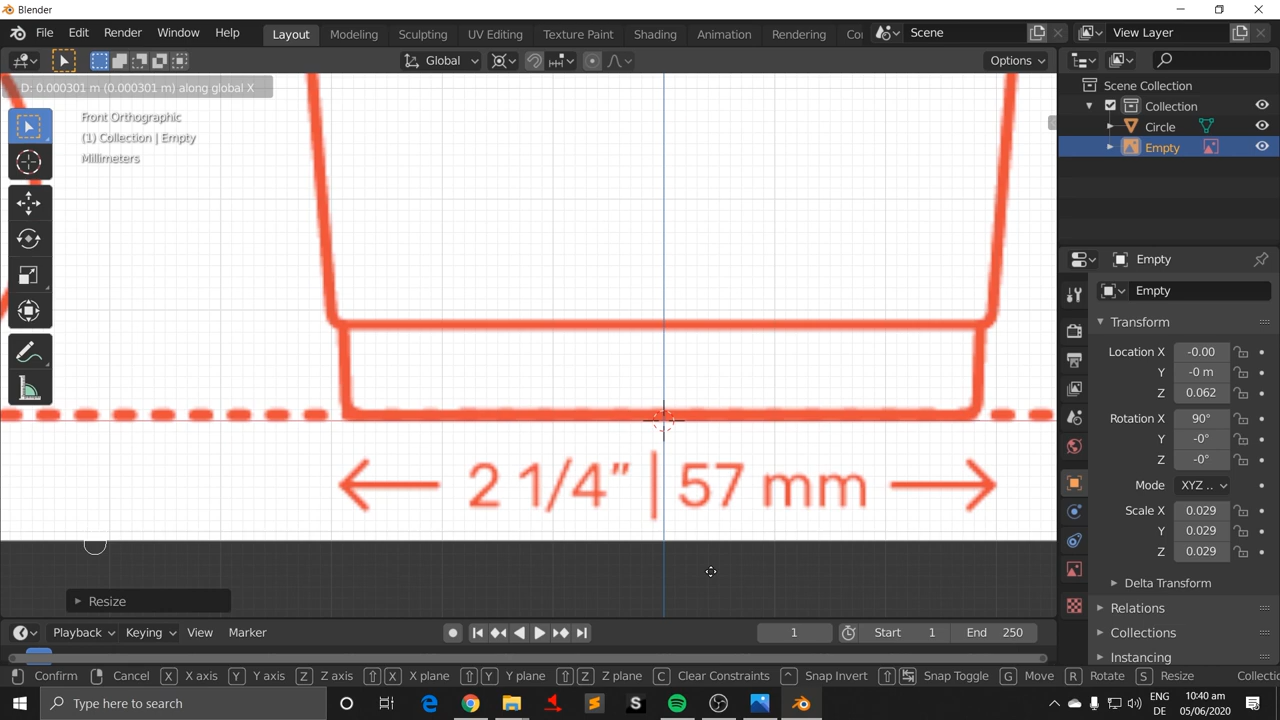 Blender
File Edit Render Window Help Layout Modeling Sculpting UV Editing Texture Paint Shading Animation Rendering Co Scene View Layer
Global Options
D: 0.000301 m (0.000301 m) along global X
Front Orthographic
(1) Collection | Empty
Millimeters
2 1/4" | 57 mm
Resize
Scene Collection
Collection
Circle
Empty
Empty
Empty
Transform
Location X -0.00
Y -0 m
Z 0.062
Rotation X 90°
Y -0°
Z -0°
Mode XYZ ..
Scale X 0.029
Y 0.029
Z 0.029
Delta Transform
Relations
Collections
Instancing
Playback Keying View Marker 1 Start 1 End 250
Confirm Cancel X X axis Y Y axis Z Z axis X X plane Y Y plane Z Z plane C Clear Constraints ^ Snap Invert Snap Toggle G Move R Rotate S Resize Collectio
Type here to search
ENG 10:40 am
DE 05/06/2020